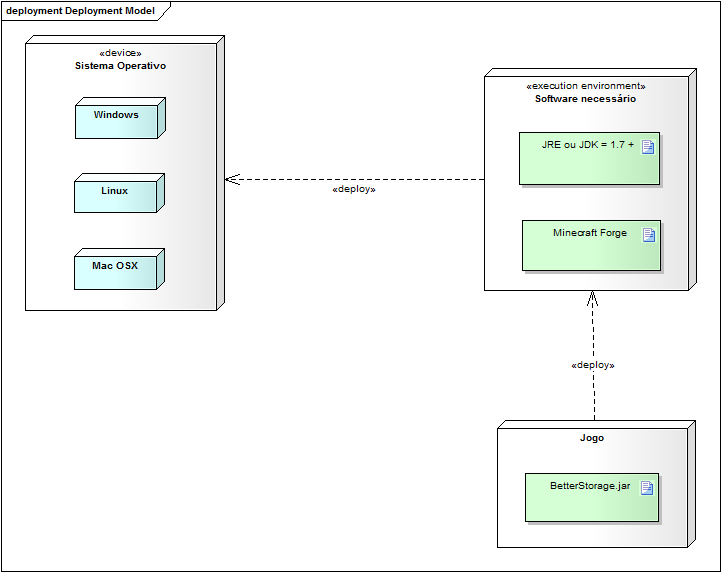 deployment Deployment Model
«device»
Sistema Operativo
Windows
Linux
Mac OSX
«deploy»
«execution environment»
Software necessário
JRE ou JDK = 1.7 +
Minecraft Forge
«deploy»
Jogo
BetterStorage.jar